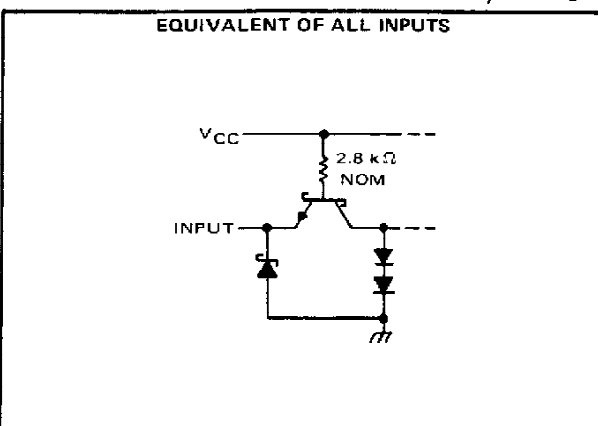 EQUIVALENT OF ALL INPUTS
VCC
2.8 kΩ
NOM
INPUT